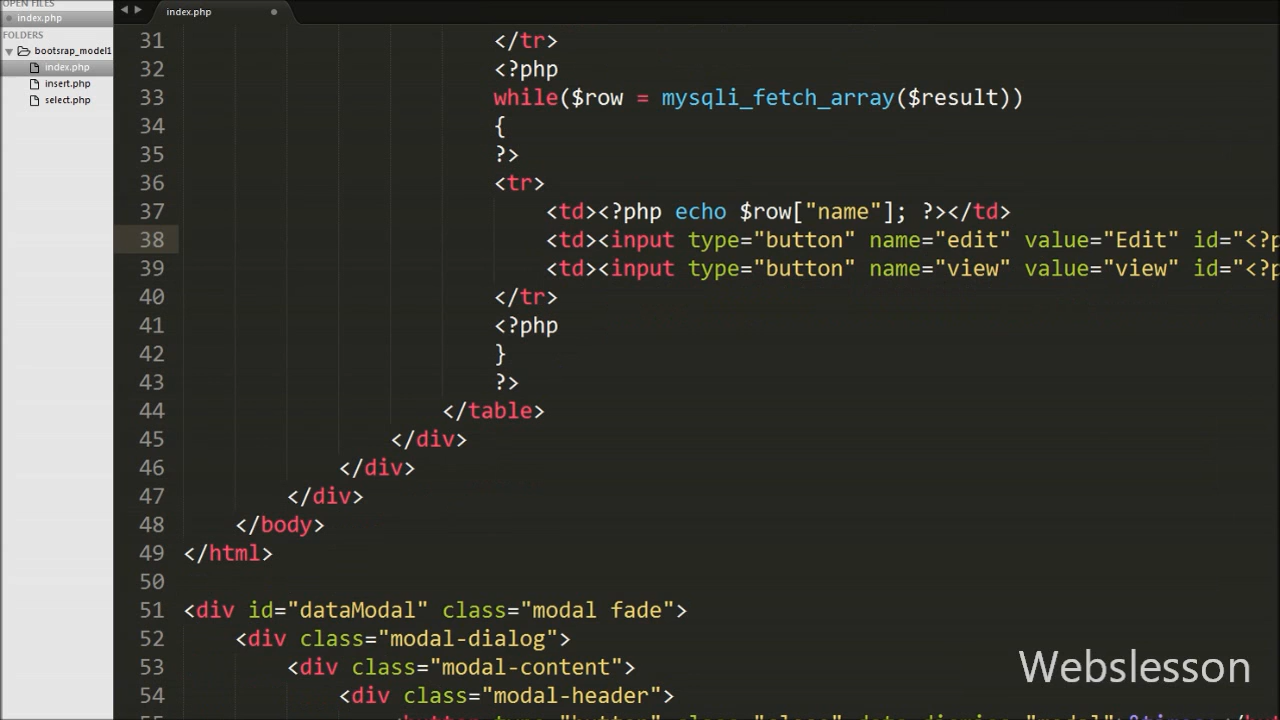 OPEN FILES
index.php
FOLDERS
bootsrap_model1
index.php
insert.php
select.php
index.php
31 </tr>
32 <?php
33 while($row = mysqli_fetch_array($result))
34 {
35 ?>
36 <tr>
37 <td><?php echo $row["name"]; ?></td>
38 <td><input type="button" name="edit" value="Edit" id="<?p
39 <td><input type="button" name="view" value="view" id="<?p
40 </tr>
41 <?php
42 }
43 ?>
44 </table>
45 </div>
46 </div>
47 </div>
48 </body>
49 </html>
50
51 <div id="dataModal" class="modal fade">
52 <div class="modal-dialog">
53 <div class="modal-content">
54 <div class="modal-header">
Webslesson